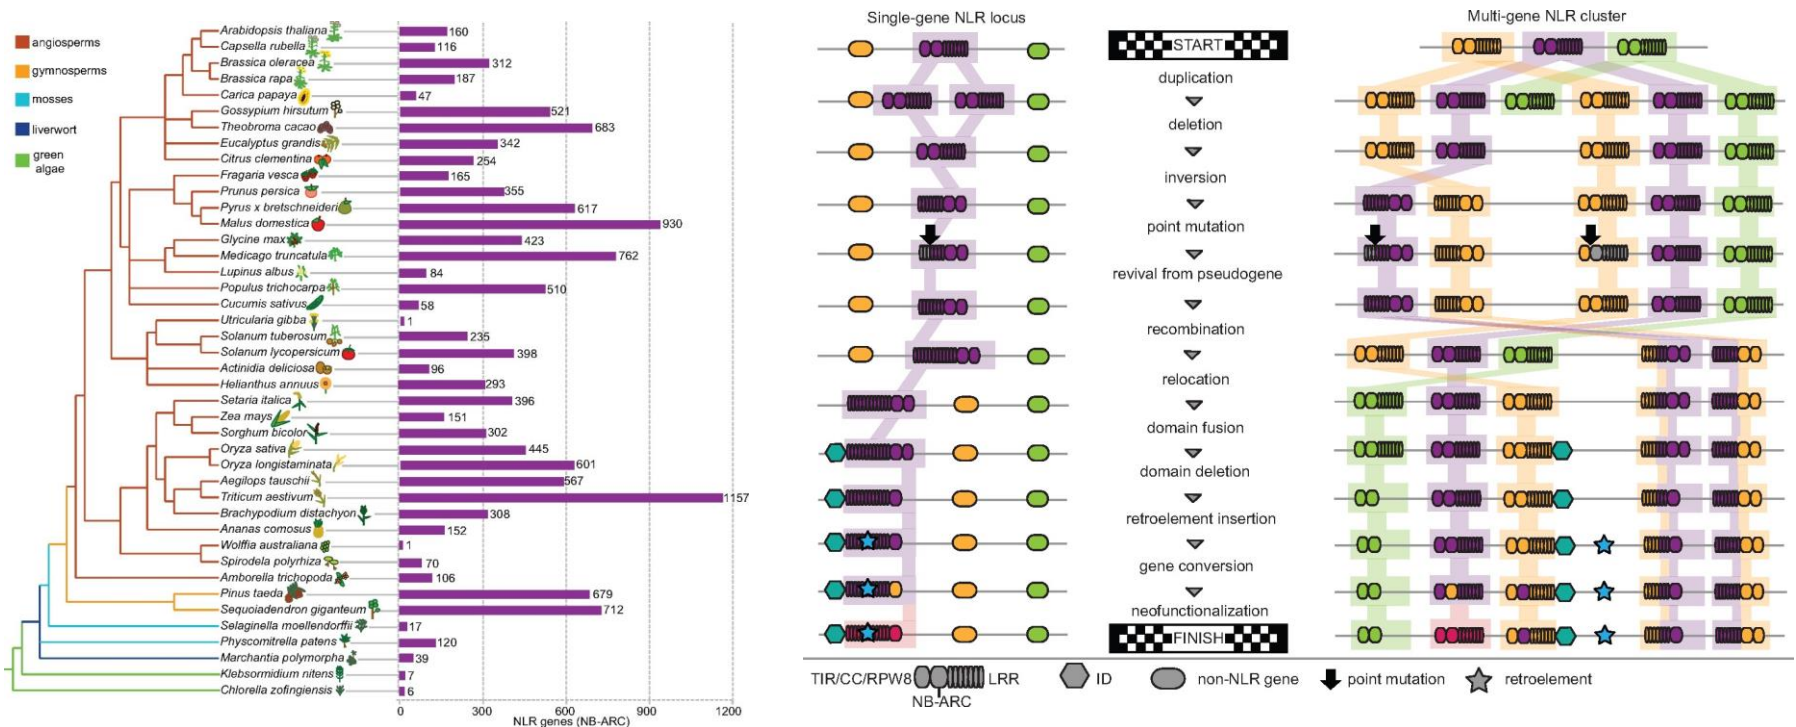 angiosperms
gymnosperms
mosses
liverwort
green
algae
Arabidopsis thaliana 160
Capsella rubella 116
Brassica oleracea 312
Brassica rapa 187
Carica papaya 47
Gossypium hirsutum 521
Theobroma cacao 683
Eucalyptus grandis 342
Citrus clementina 254
Fragaria vesca 165
Prunus persica 355
Pyrus x bretschneideri 617
Malus domestica 930
Glycine max 423
Medicago truncatula 762
Lupinus albus 84
Populus trichocarpa 510
Cucumis sativus 58
Utricularia gibba 1
Solanum tuberosum 235
Solanum lycopersicum 398
Actinidia deliciosa 96
Helianthus annuus 293
Setaria italica 396
Zea mays 151
Sorghum bicolor 302
Oryza sativa 445
Oryza longistaminata 601
Aegilops tauschii 567
Triticum aestivum 1157
Brachypodium distachyon 308
Ananas comosus 152
Wolffia australiana 1
Spirodela polyrhiza 70
Amborella trichopoda 106
Pinus taeda 679
Sequoiadendron giganteum 712
Selaginella moellendorffii 17
Physcomitrella patens 120
Marchantia polymorpha 39
Klebsormidium nitens 7
Chlorella zofingiensis 6
0 300 600 900 1200
NLR genes (NB-ARC)
Single-gene NLR locus
Multi-gene NLR cluster
START
duplication
deletion
inversion
point mutation
revival from pseudogene
recombination
relocation
domain fusion
domain deletion
retroelement insertion
gene conversion
neofunctionalization
FINISH
TIR/CC/RPW8 LRR ID non-NLR gene point mutation retroelement
NB-ARC